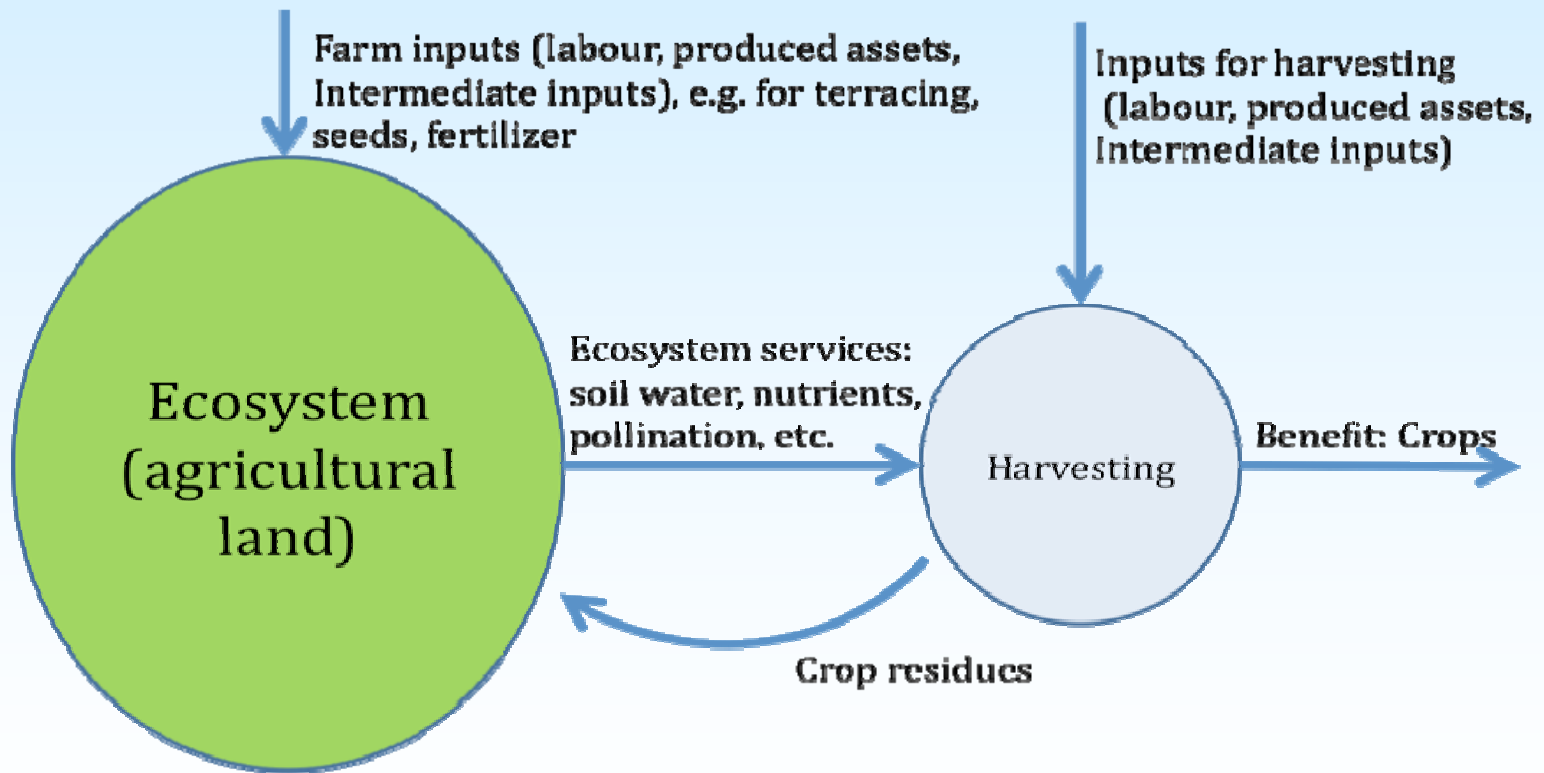 Farm inputs (labour, produced assets,
Intermediate inputs), e.g. for terracing,
seeds, fertilizer
Inputs for harvesting
(labour, produced assets,
Intermediate inputs)
Ecosystem services:
soil water, nutrients,
pollination, etc.
Ecosystem
(agricultural
land)
Harvesting
Benefit: Crops
Crop residues